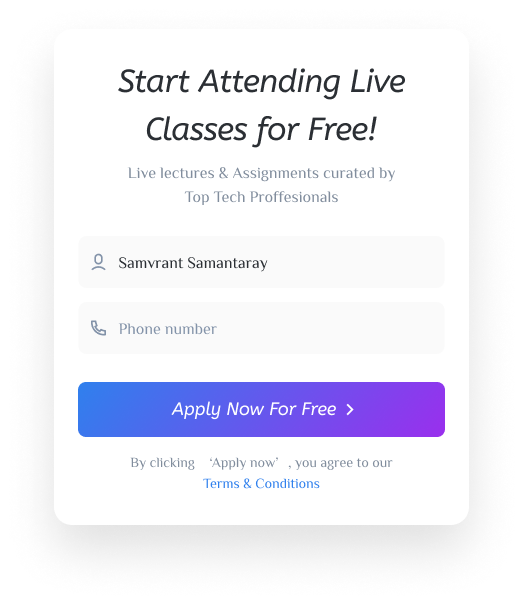 Start Attending Live
Classes for Free!
Live lectures & Assignments curated by
Top Tech Proffesionals
Samvrant Samantaray
Phone number
Apply Now For Free
By clicking ‘Apply now’ , you agree to our
Terms & Conditions